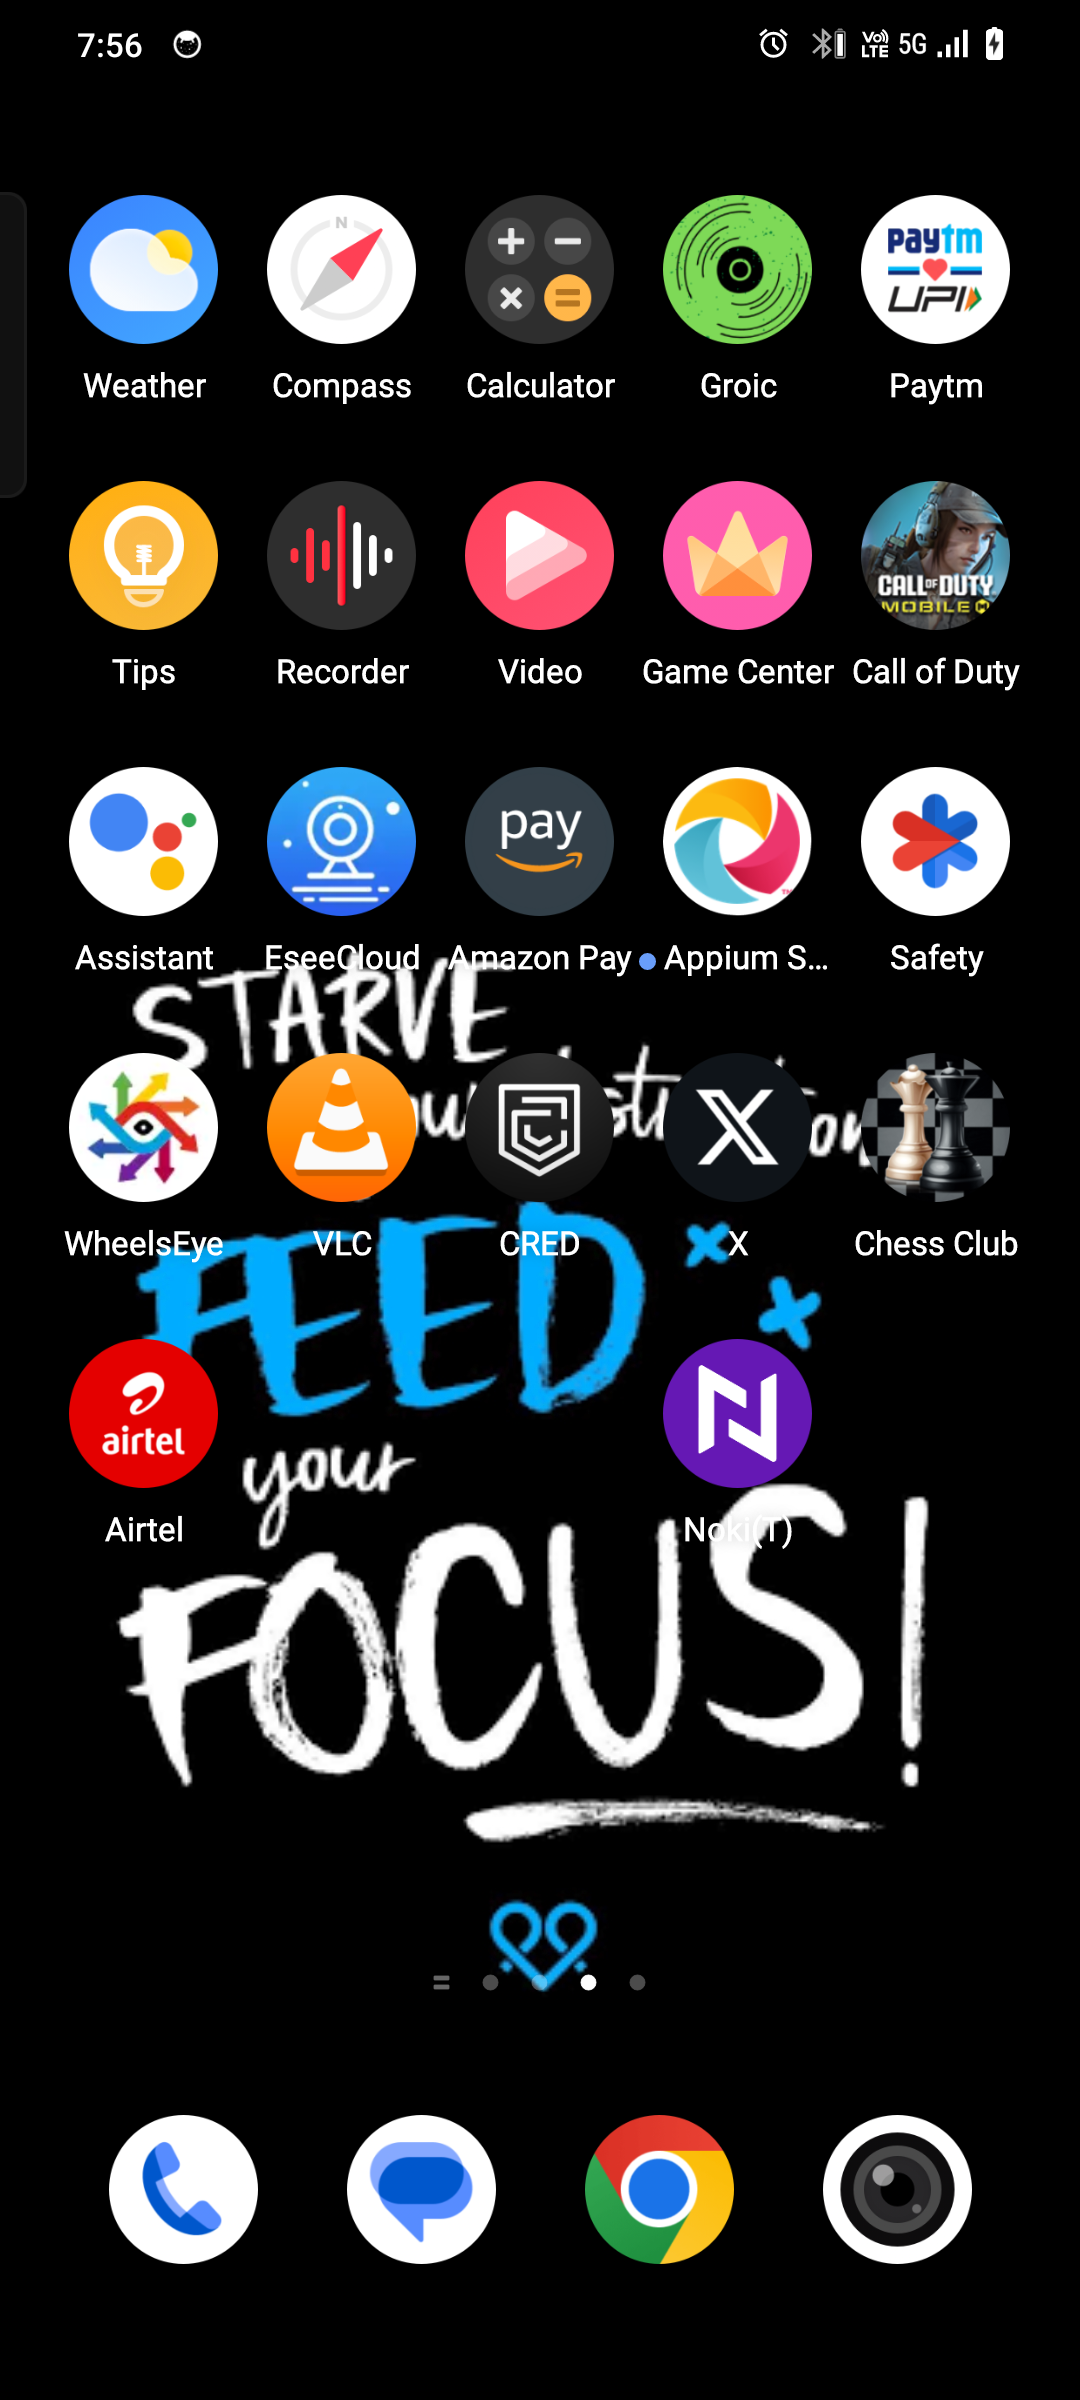 7:56 Vo) LTE 5G
N
paytm
UPI
Weather Compass Calculator Groic Paytm
CALL OF DUTY
MOBILE
Tips Recorder Video Game Center Call of Duty
pay
Assistant EseeCloud Amazon Pay Appium S... Safety
STARVE
WheelsEye VLC CRED X Chess Club
FEED
airtel
your
Airtel Noki(T)
FOCUS!